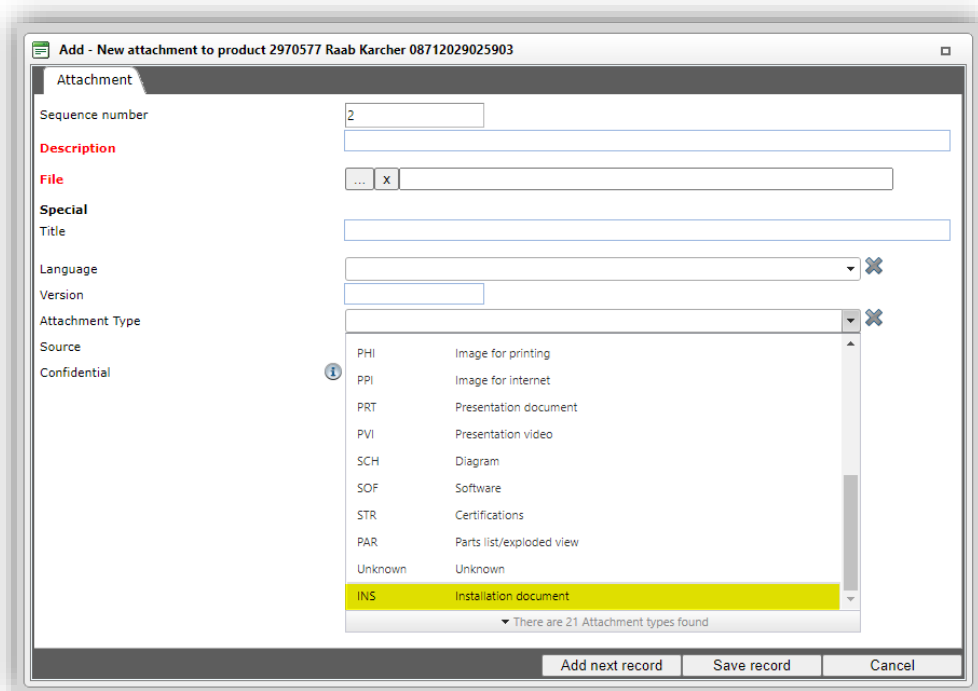 Add - New attachment to product 2970577 Raab Karcher 08712029025903
Attachment
Sequence number 2
Description
File ... x
Special
Title
Language
Version
Attachment Type
Source
Confidential
PHI Image for printing
PPI Image for internet
PRT Presentation document
PVI Presentation video
SCH Diagram
SOF Software
STR Certifications
PAR Parts list/exploded view
Unknown Unknown
INS Installation document
There are 21 Attachment types found
Add next record Save record Cancel